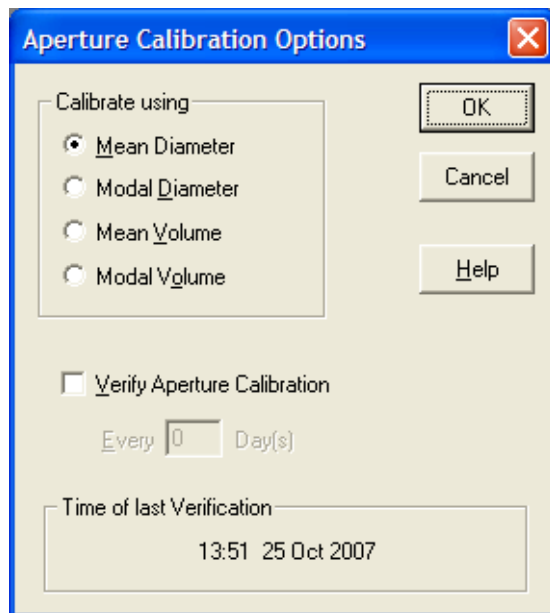 Aperture Calibration Options
Calibrate using
Mean Diameter
Modal Diameter
Mean Volume
Modal Volume
OK
Cancel
Help
Verify Aperture Calibration
Every 0 Day(s)
Time of last Verification
13:51 25 Oct 2007